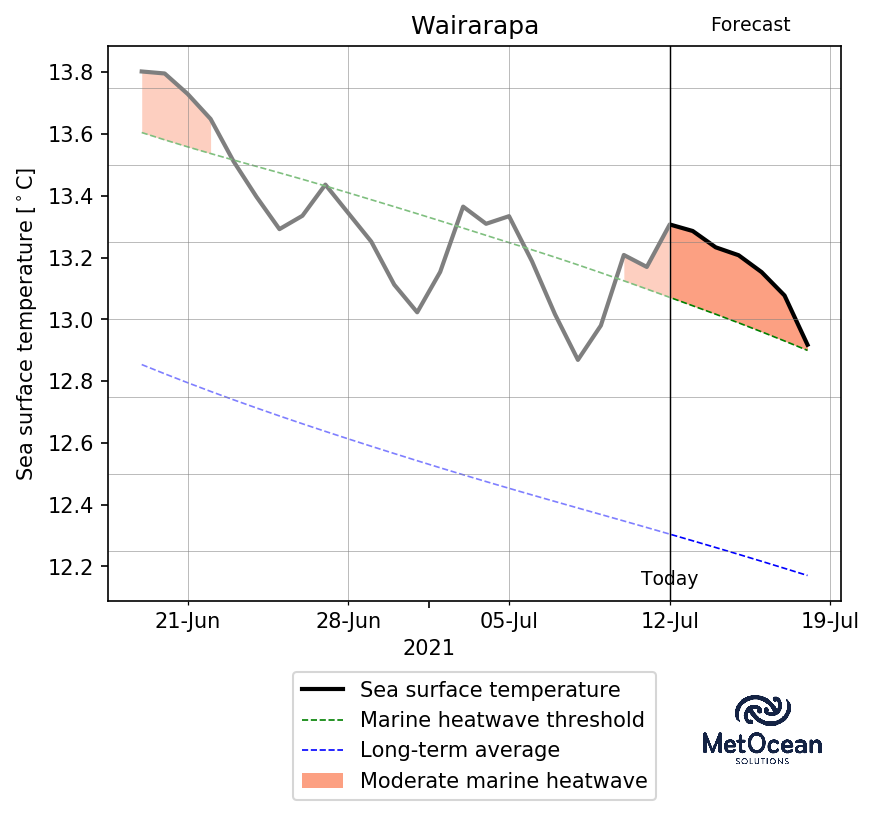 Wairarapa
Forecast
Sea surface temperature [°C]
13.8
13.6
13.4
13.2
13.0
12.8
12.6
12.4
12.2
Today
21-Jun 28-Jun 05-Jul 12-Jul 19-Jul
2021
Sea surface temperature
Marine heatwave threshold
Long-term average
Moderate marine heatwave
MetOcean
SOLUTIONS